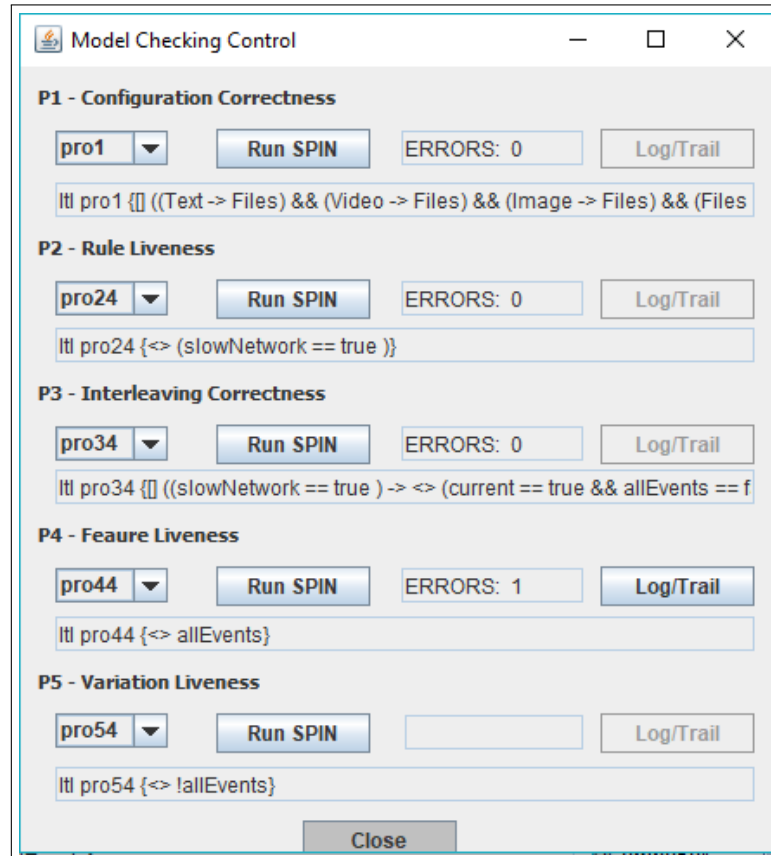 Model Checking Control
P1 - Configuration Correctness
pro1 Run SPIN ERRORS: 0 Log/Trail
ltl pro1 {[] ((Text -> Files) && (Video -> Files) && (Image -> Files) && (Files
P2 - Rule Liveness
pro24 Run SPIN ERRORS: 0 Log/Trail
ltl pro24 {<> (slowNetwork == true )}
P3 - Interleaving Correctness
pro34 Run SPIN ERRORS: 0 Log/Trail
ltl pro34 {[] ((slowNetwork == true ) -> <> (current == true && allEvents == f
P4 - Feaure Liveness
pro44 Run SPIN ERRORS: 1 Log/Trail
ltl pro44 {<> allEvents}
P5 - Variation Liveness
pro54 Run SPIN Log/Trail
ltl pro54 {<> !allEvents}
Close